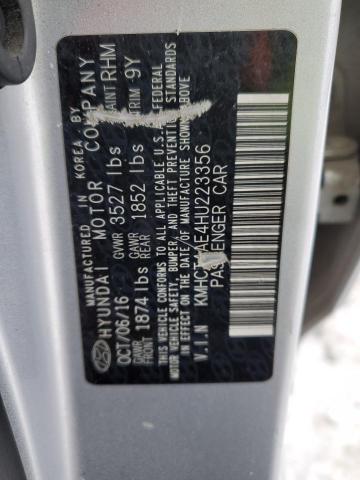 MANUFACTURED IN KOREA BY
HYUNDAI MOTOR COMPANY
OCT/06/16 GVWR 3527 lbs PAINT RHM
GAWR FRONT 1874 lbs GAWR REAR 1852 lbs TRIM 9Y
THIS VEHICLE CONFORMS TO ALL APPLICABLE U.S. FEDERAL
MOTOR VEHICLE SAFETY, BUMPER, AND THEFT PREVENTION STANDARDS
IN EFFECT ON THE DATE OF MANUFACTURE SHOWN ABOVE
V.I.N
PASSENGER CAR